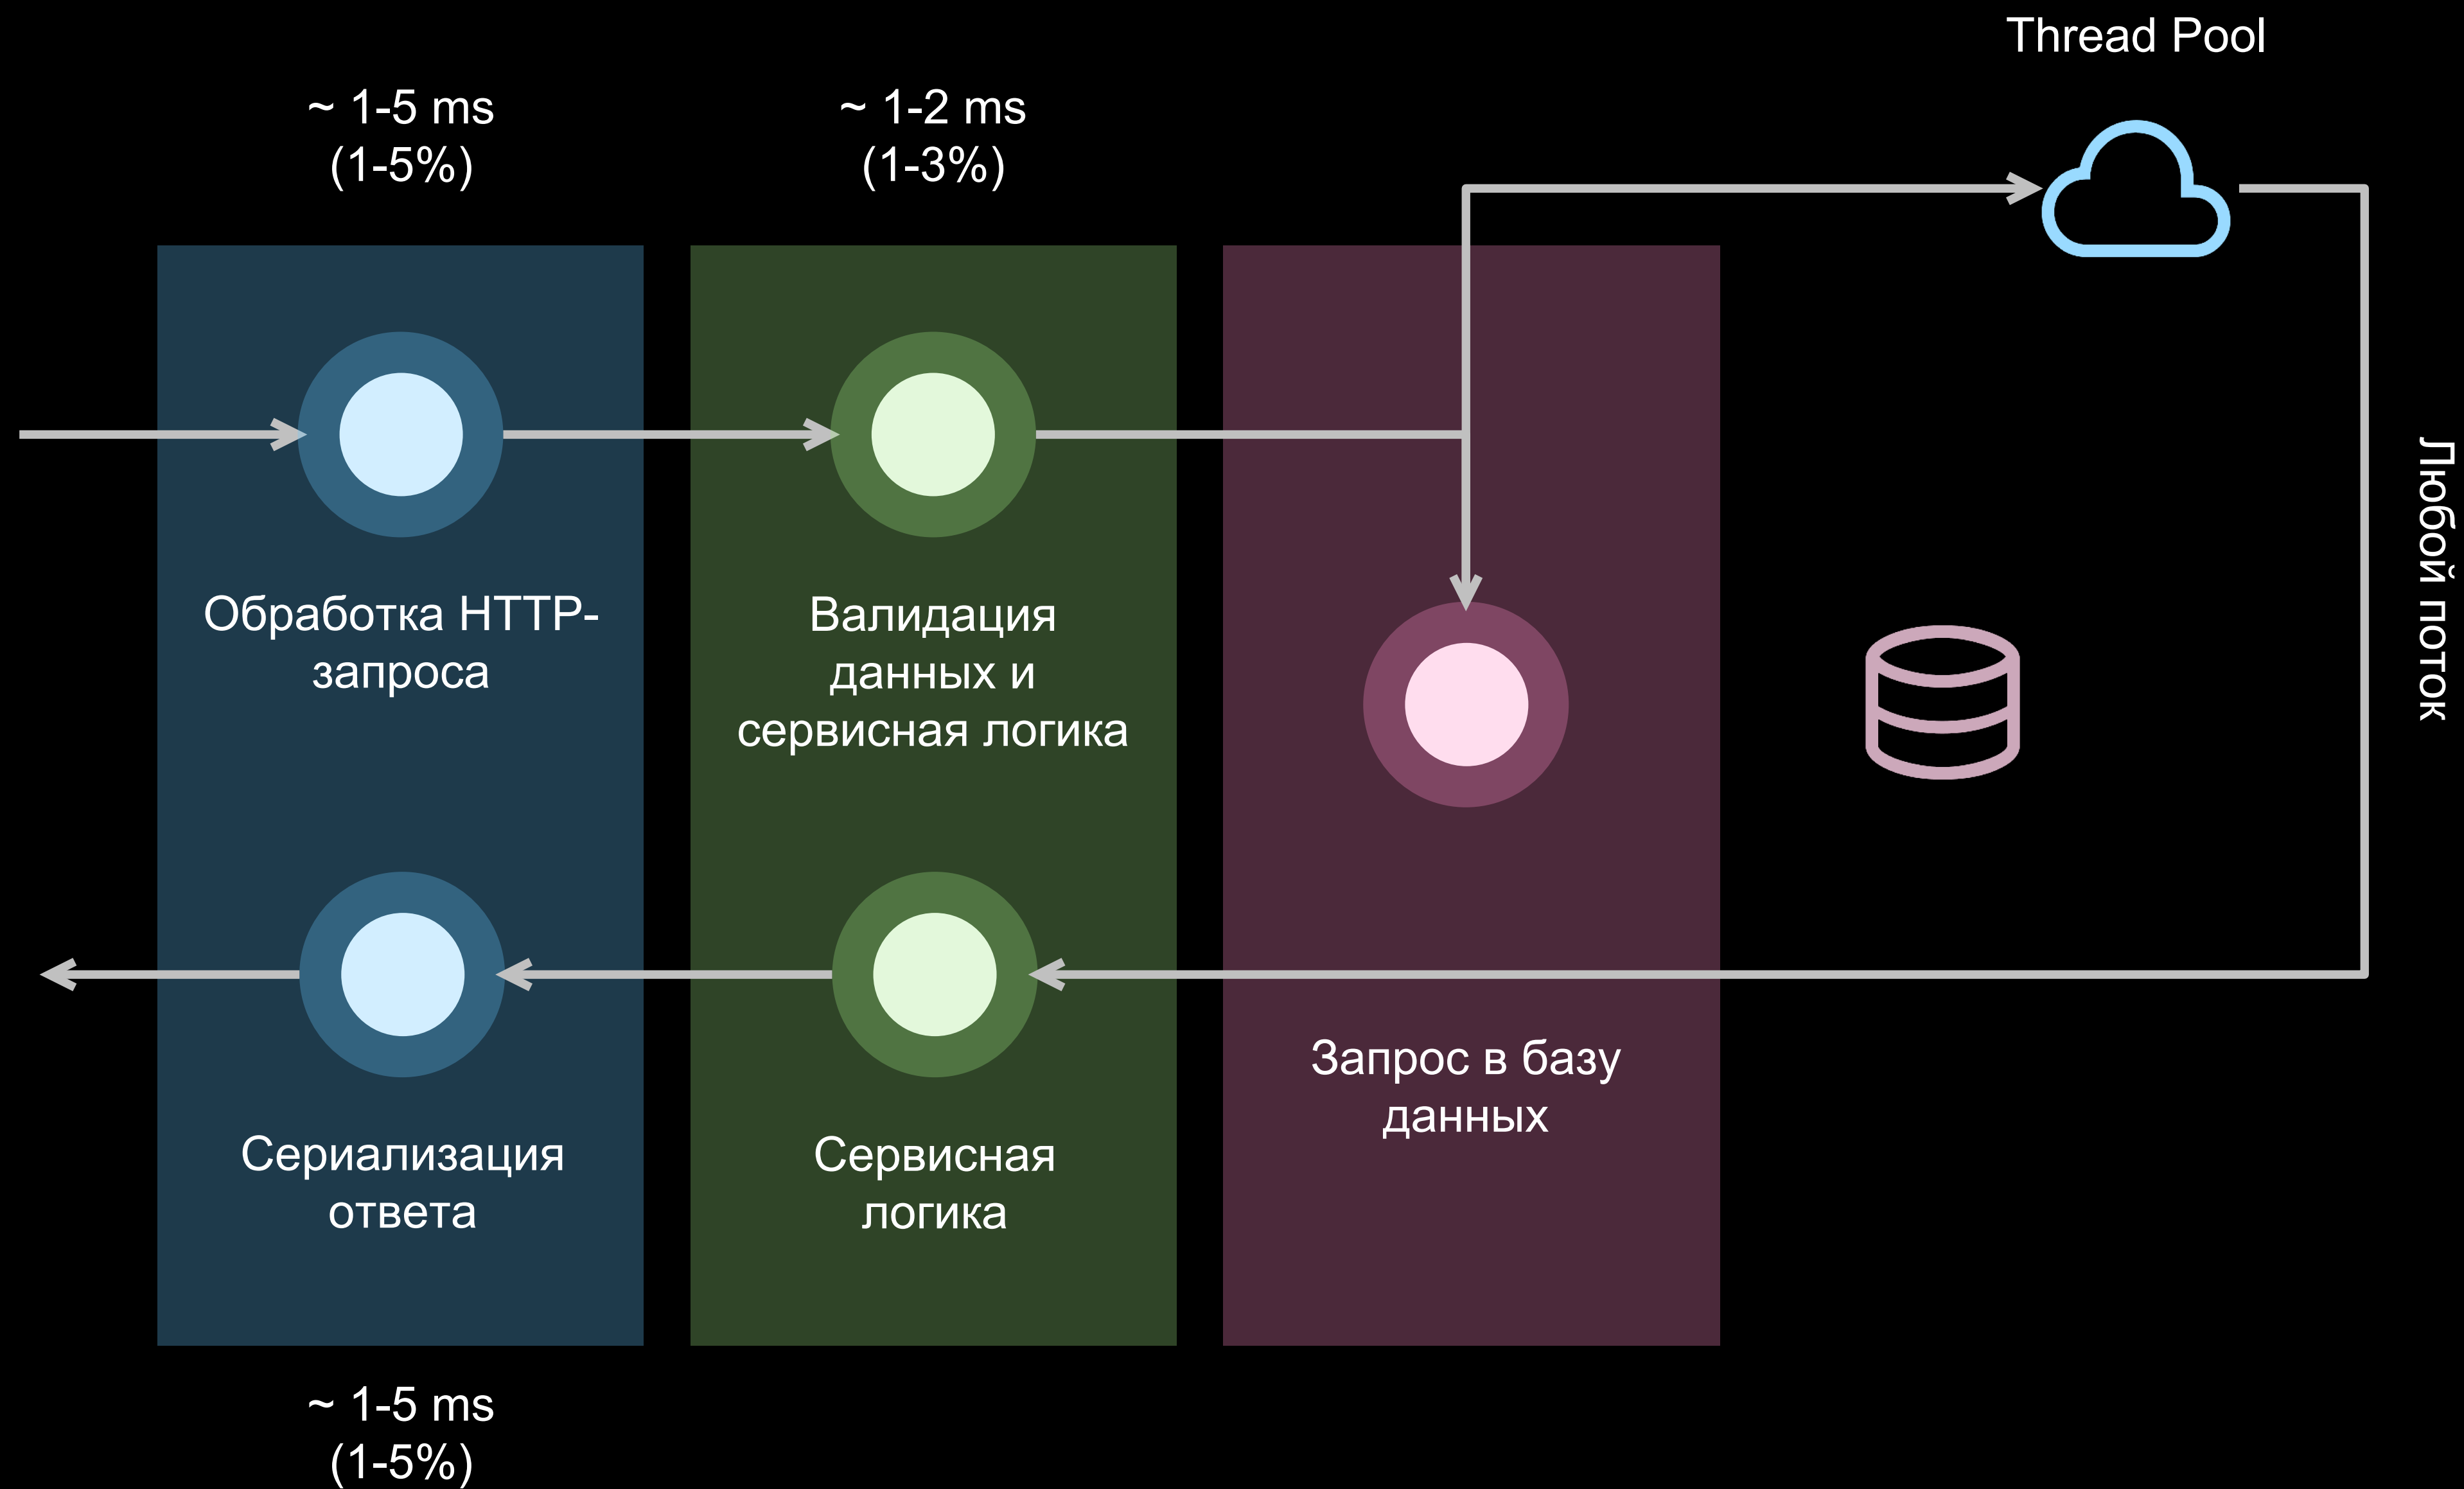 Thread Pool
~ 1-5 ms
(1-5%)
~ 1-2 ms
(1-3%)
Обработка HTTP-
запроса
Валидация
данных и
сервисная логика
Любой поток
Сериализация
ответа
Сервисная
логика
Запрос в базу
данных
~ 1-5 ms
(1-5%)